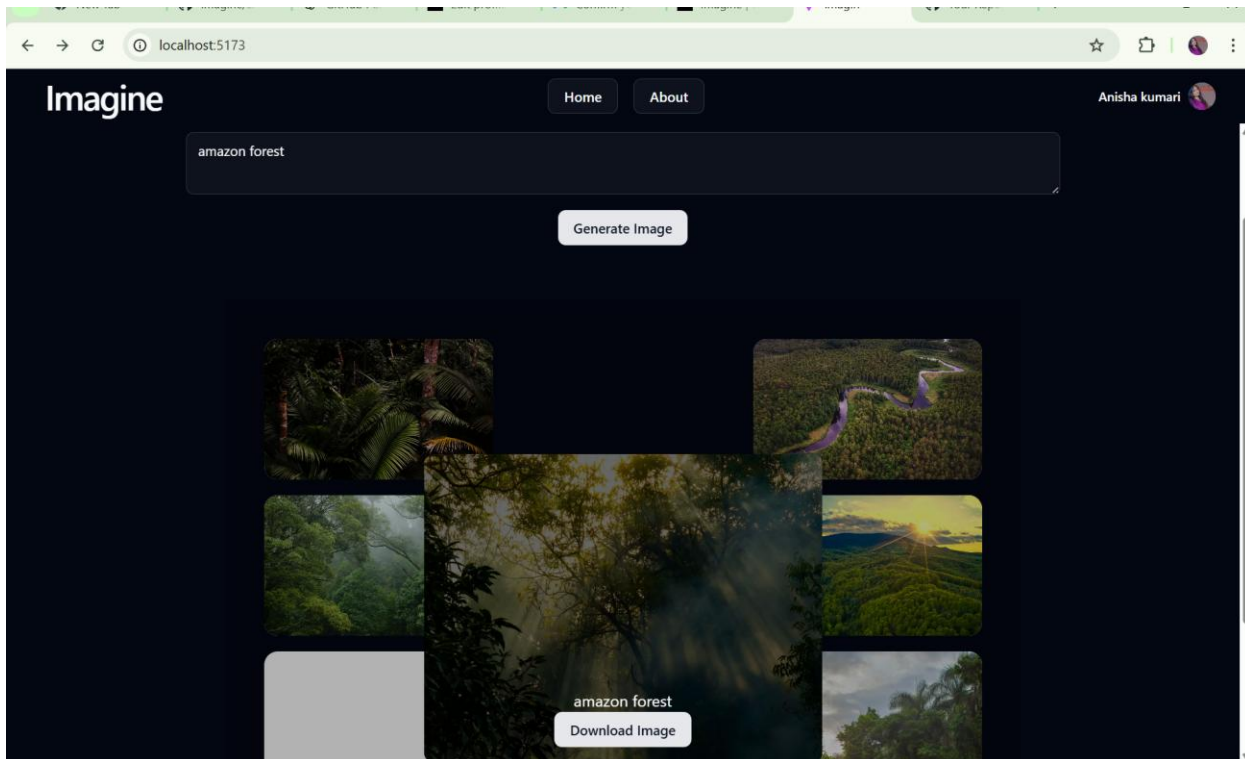 localhost:5173
Imagine
Home
About
Anisha kumari
amazon forest
Generate Image
amazon forest
Download Image